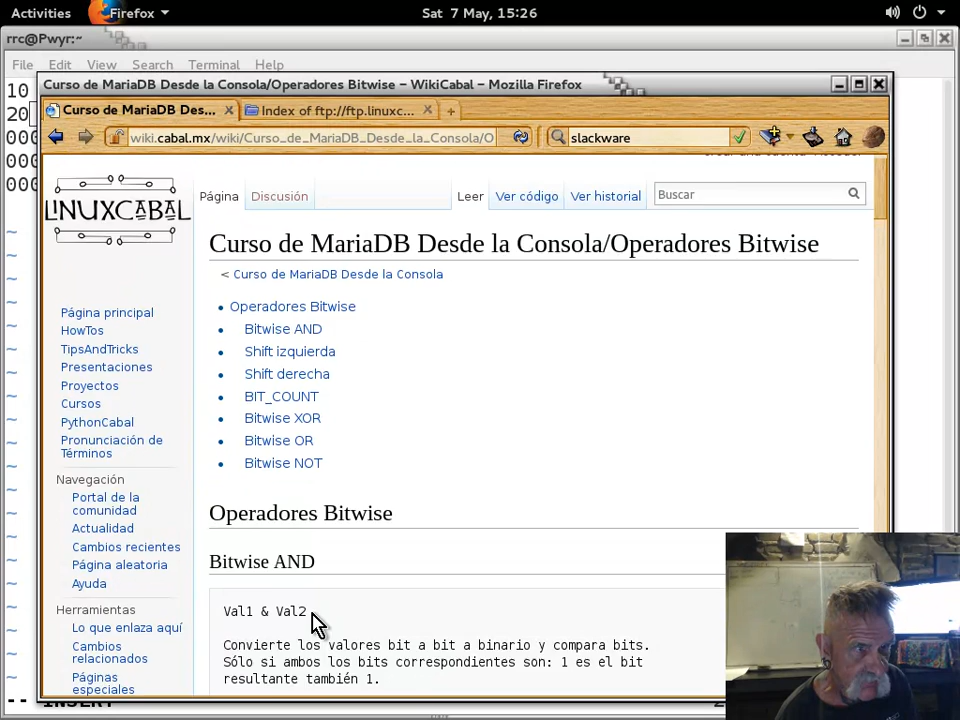 Activities Firefox Sat 7 May, 15:26
rrc@Pwyr:~
File Edit View Search Terminal Help
10
20
000
000
000
Curso de MariaDB Desde la Consola/Operadores Bitwise – WikiCabal – Mozilla Firefox
Curso de MariaDB Des... Index of ftp://ftp.linuxc...
wiki.cabal.mx/wiki/Curso_de_MariaDB_Desde_la_Consola/O slackware
LINUXCABAL
Página Discusión Leer Ver código Ver historial Buscar
Curso de MariaDB Desde la Consola/Operadores Bitwise
< Curso de MariaDB Desde la Consola
Operadores Bitwise
Bitwise AND
Shift izquierda
Shift derecha
BIT_COUNT
Bitwise XOR
Bitwise OR
Bitwise NOT
Página principal
HowTos
TipsAndTricks
Presentaciones
Proyectos
Cursos
PythonCabal
Pronunciación de
Términos
Navegación
Portal de la
comunidad
Actualidad
Cambios recientes
Página aleatoria
Ayuda
Herramientas
Lo que enlaza aquí
Cambios
relacionados
Páginas
especiales
Operadores Bitwise
Bitwise AND
Val1 & Val2
Convierte los valores bit a bit a binario y compara bits.
Sólo si ambos los bits correspondientes son: 1 es el bit
resultante también 1.
-- INSERT